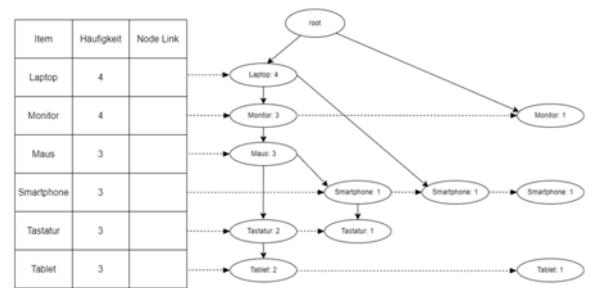 root
Item Häufigkeit Node Link
Laptop 4 Laptop: 4
Monitor 4 Monitor: 3 Monitor: 1
Maus 3 Maus: 3
Smartphone 3 Smartphone: 1 Smartphone: 1 Smartphone: 1
Tastatur 3 Tastatur: 2 Tastatur: 1
Tablet 3 Tablet: 2 Tablet: 1